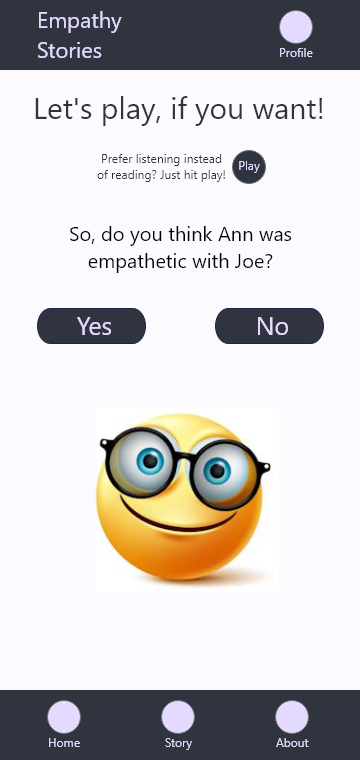 Empathy
Stories
Profile
Let's play, if you want!
Prefer listening instead
of reading? Just hit play!
Play
So, do you think Ann was
empathetic with Joe?
Yes
No
Home
Story
About